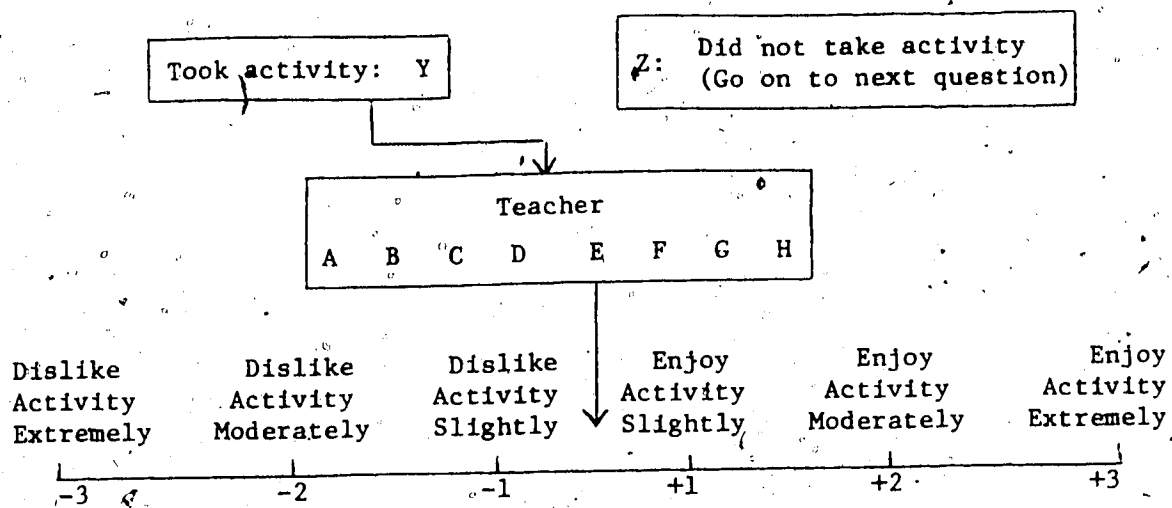 Took activity: Y
Z: Did not take activity
(Go on to next question)
Teacher
A B C D E F G H
Dislike Activity Extremely
Dislike Activity Moderately
Dislike Activity Slightly
Enjoy Activity Slightly
Enjoy Activity Moderately
Enjoy Activity Extremely
-3 -2 -1 +1 +2 +3